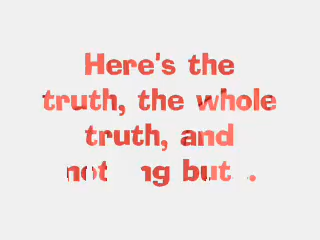 Here's the
truth, the whole
truth, and
but